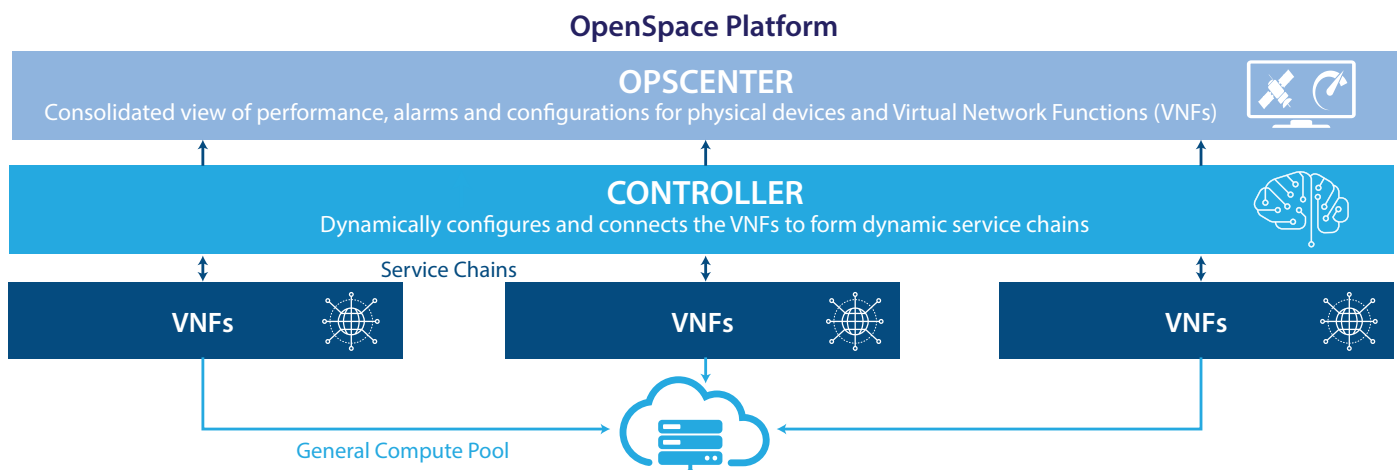 OpenSpace Platform
OPSCENTER
Consolidated view of performance, alarms and configurations for physical devices and Virtual Network Functions (VNFs)
CONTROLLER
Dynamically configures and connects the VNFs to form dynamic service chains
Service Chains
VNFs
VNFs
VNFs
General Compute Pool